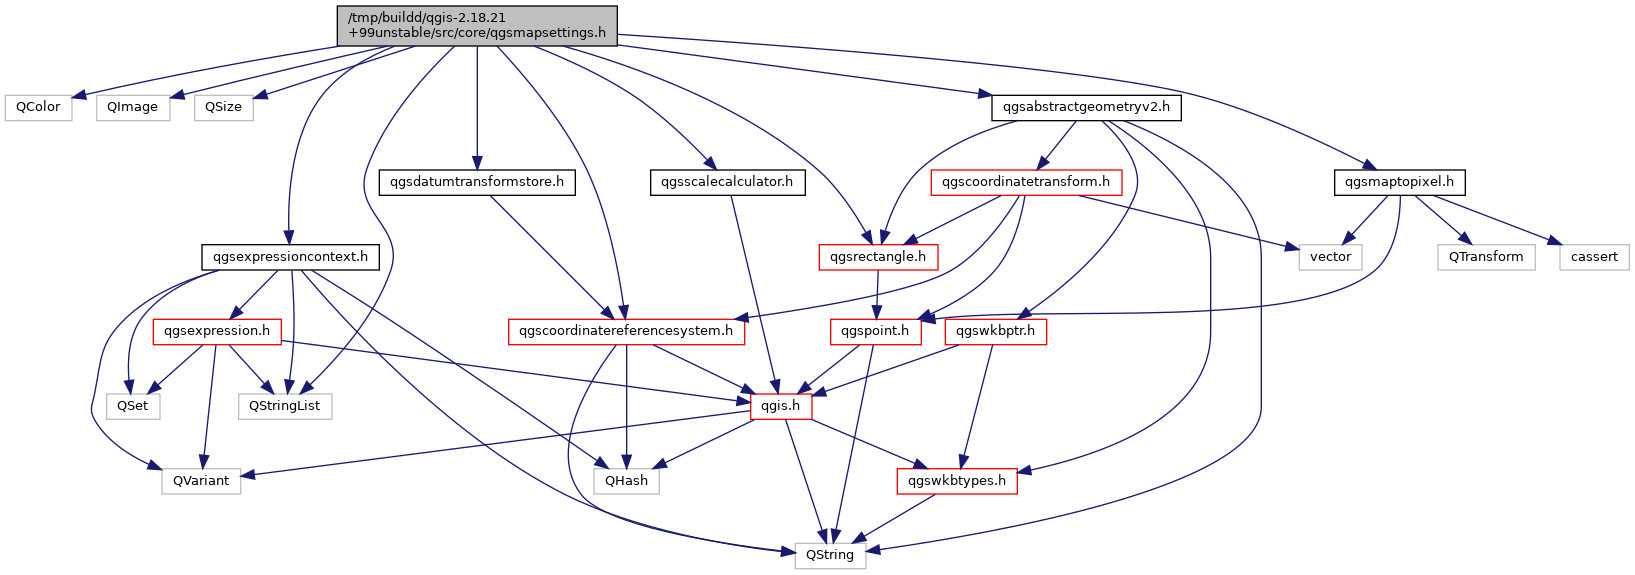 /tmp/buildd/qgis-2.18.21
+99unstable/src/core/qgsmapsettings.h
QColor
QImage
QSize
qgsabstractgeometryv2.h
qgsdatumtransformstore.h
qgsscalecalculator.h
qgscoordinatetransform.h
qgsmaptopixel.h
qgsexpressioncontext.h
qgsrectangle.h
vector
QTransform
cassert
qgsexpression.h
qgscoordinatereferencesystem.h
qgspoint.h
qgswkbptr.h
QSet
QStringList
qgis.h
QVariant
QHash
qgswkbtypes.h
QString